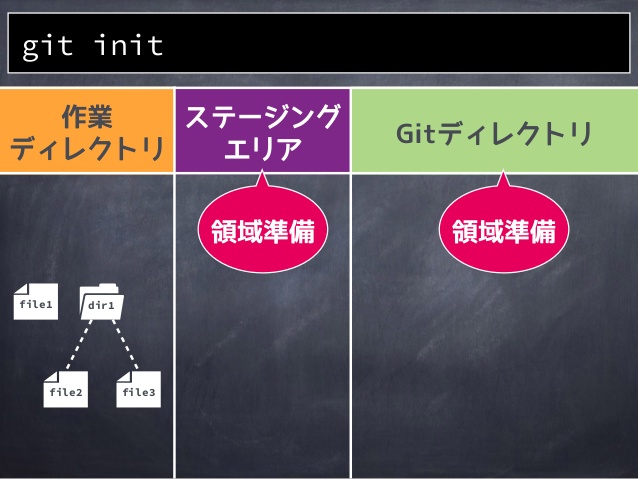 git init
作業
ディレクトリ
ステージング
エリア
Gitディレクトリ
領域準備
領域準備
file1
dir1
file2
file3